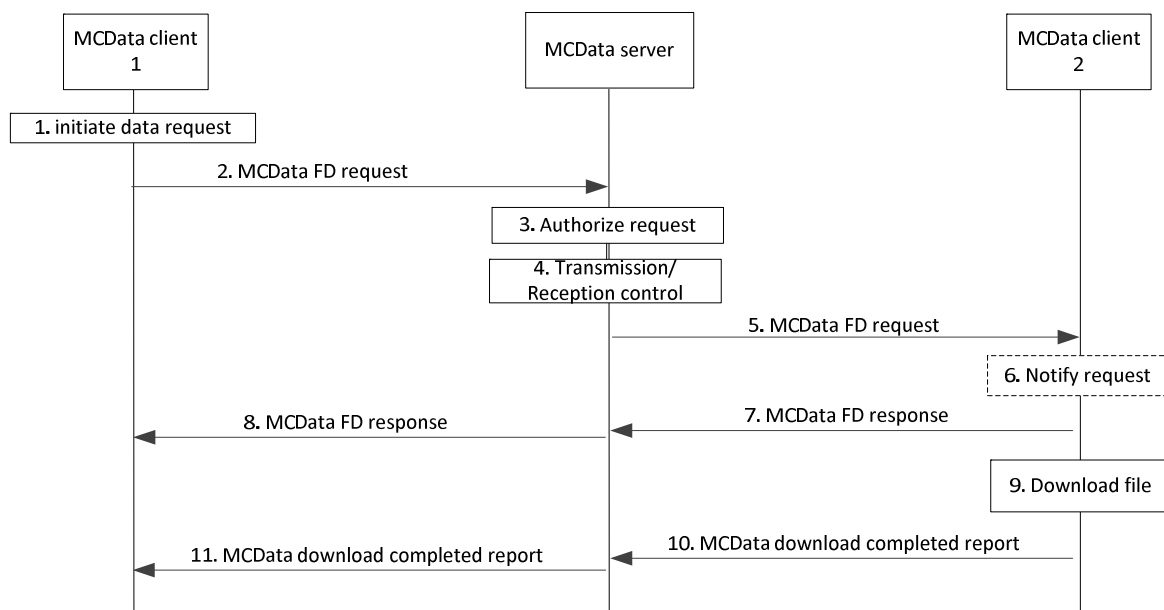 MCData client
1
MCData server
MCData client
2
1. initiate data request
2. MCData FD request
3. Authorize request
4. Transmission/
Reception control
5. MCData FD request
6. Notify request
7. MCData FD response
8. MCData FD response
9. Download file
10. MCData download completed report
11. MCData download completed report